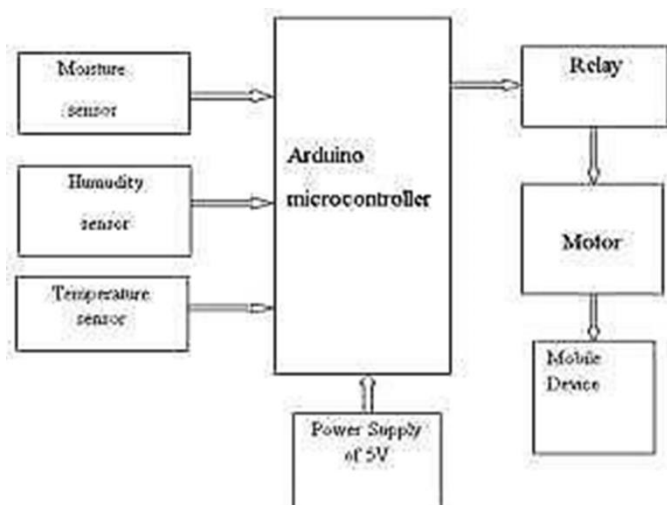 Moisture
sensor
Humudity
sensor
Temperature
sensor
Arduino
microcontroller
Power Supply
of 5V
Relay
Motor
Mobile
Device